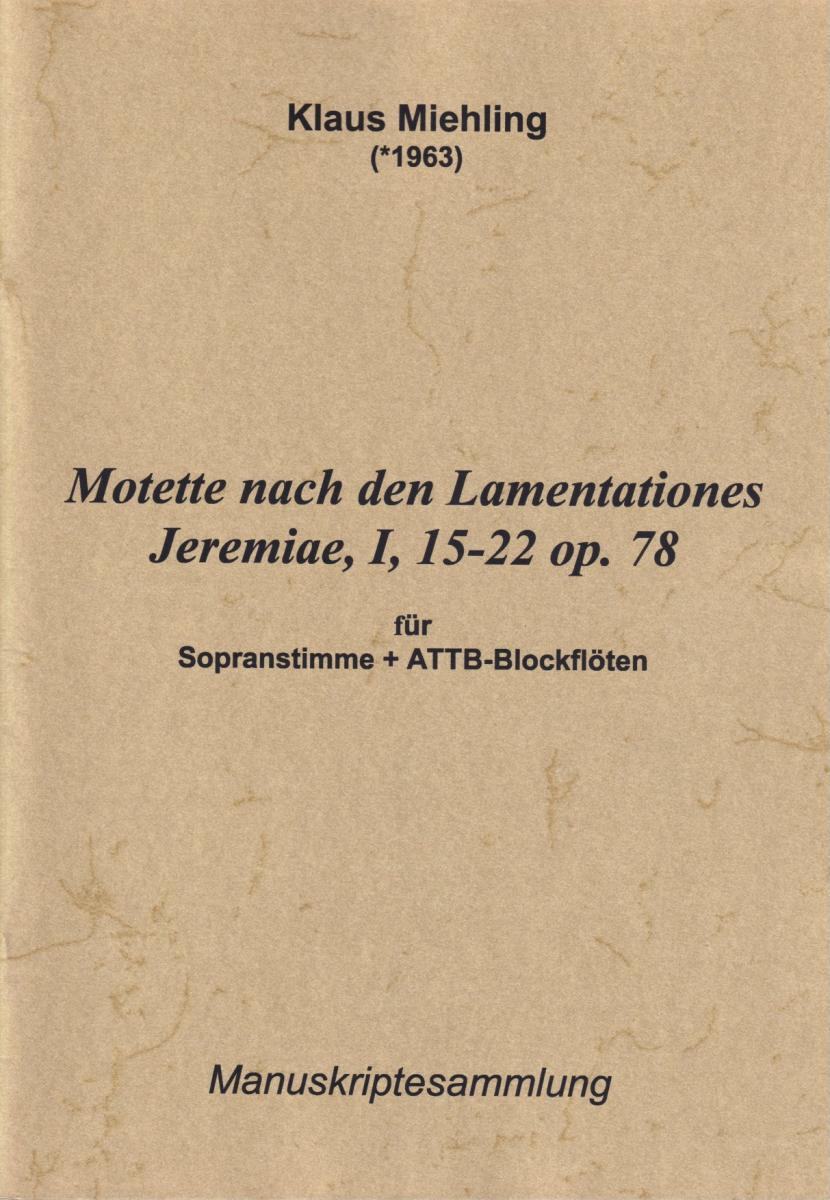 Klaus Miehling
(*1963)
Motette nach den Lamentationes
Jeremiae, I, 15-22 op. 78
für
Sopranstimme + ATTB-Blockflöten
Manuskriptesammlung